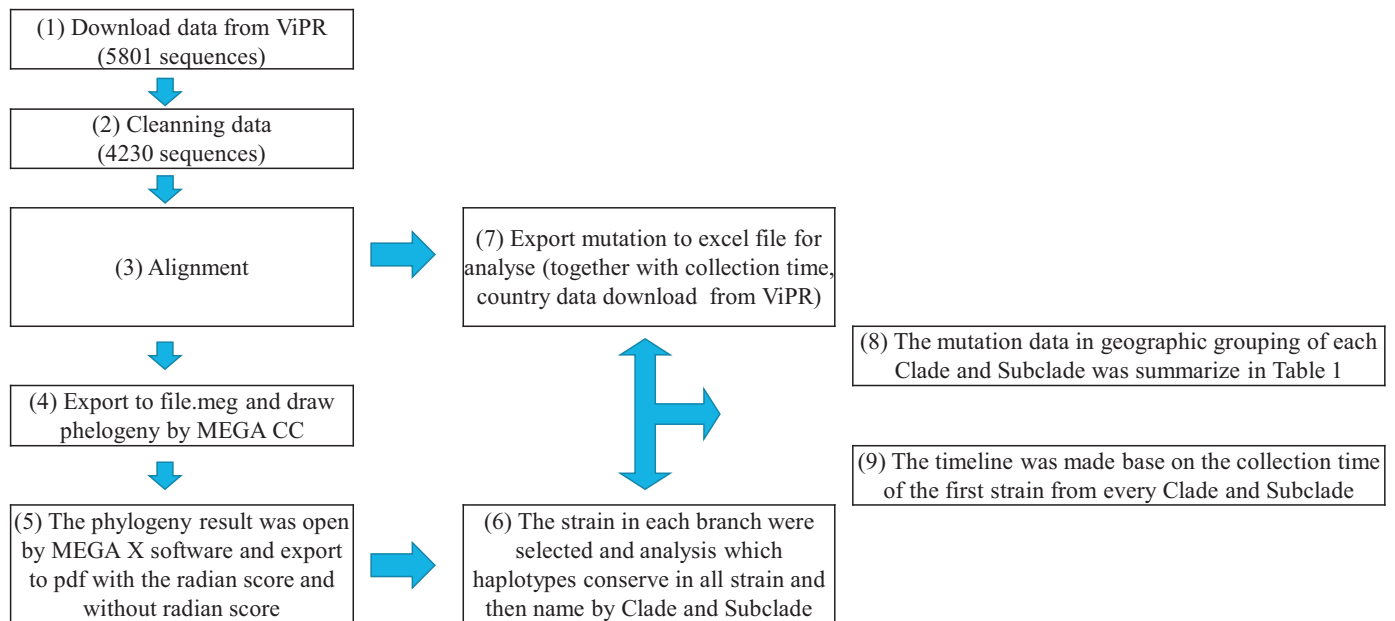 (1) Download data from ViPR
(5801 sequences)
(2) Cleanning data
(4230 sequences)
(3) Alignment
(4) Export to file.meg and draw
phelogeny by MEGA CC
(5) The phylogeny result was open
by MEGA X software and export
to pdf with the radian score and
without radian score
(6) The strain in each branch were
selected and analysis which
haplotypes conserve in all strain and
then name by Clade and Subclade
(7) Export mutation to excel file for
analyse (together with collection time,
country data download from ViPR)
(8) The mutation data in geographic grouping of each
Clade and Subclade was summarize in Table 1
(9) The timeline was made base on the collection time
of the first strain from every Clade and Subclade